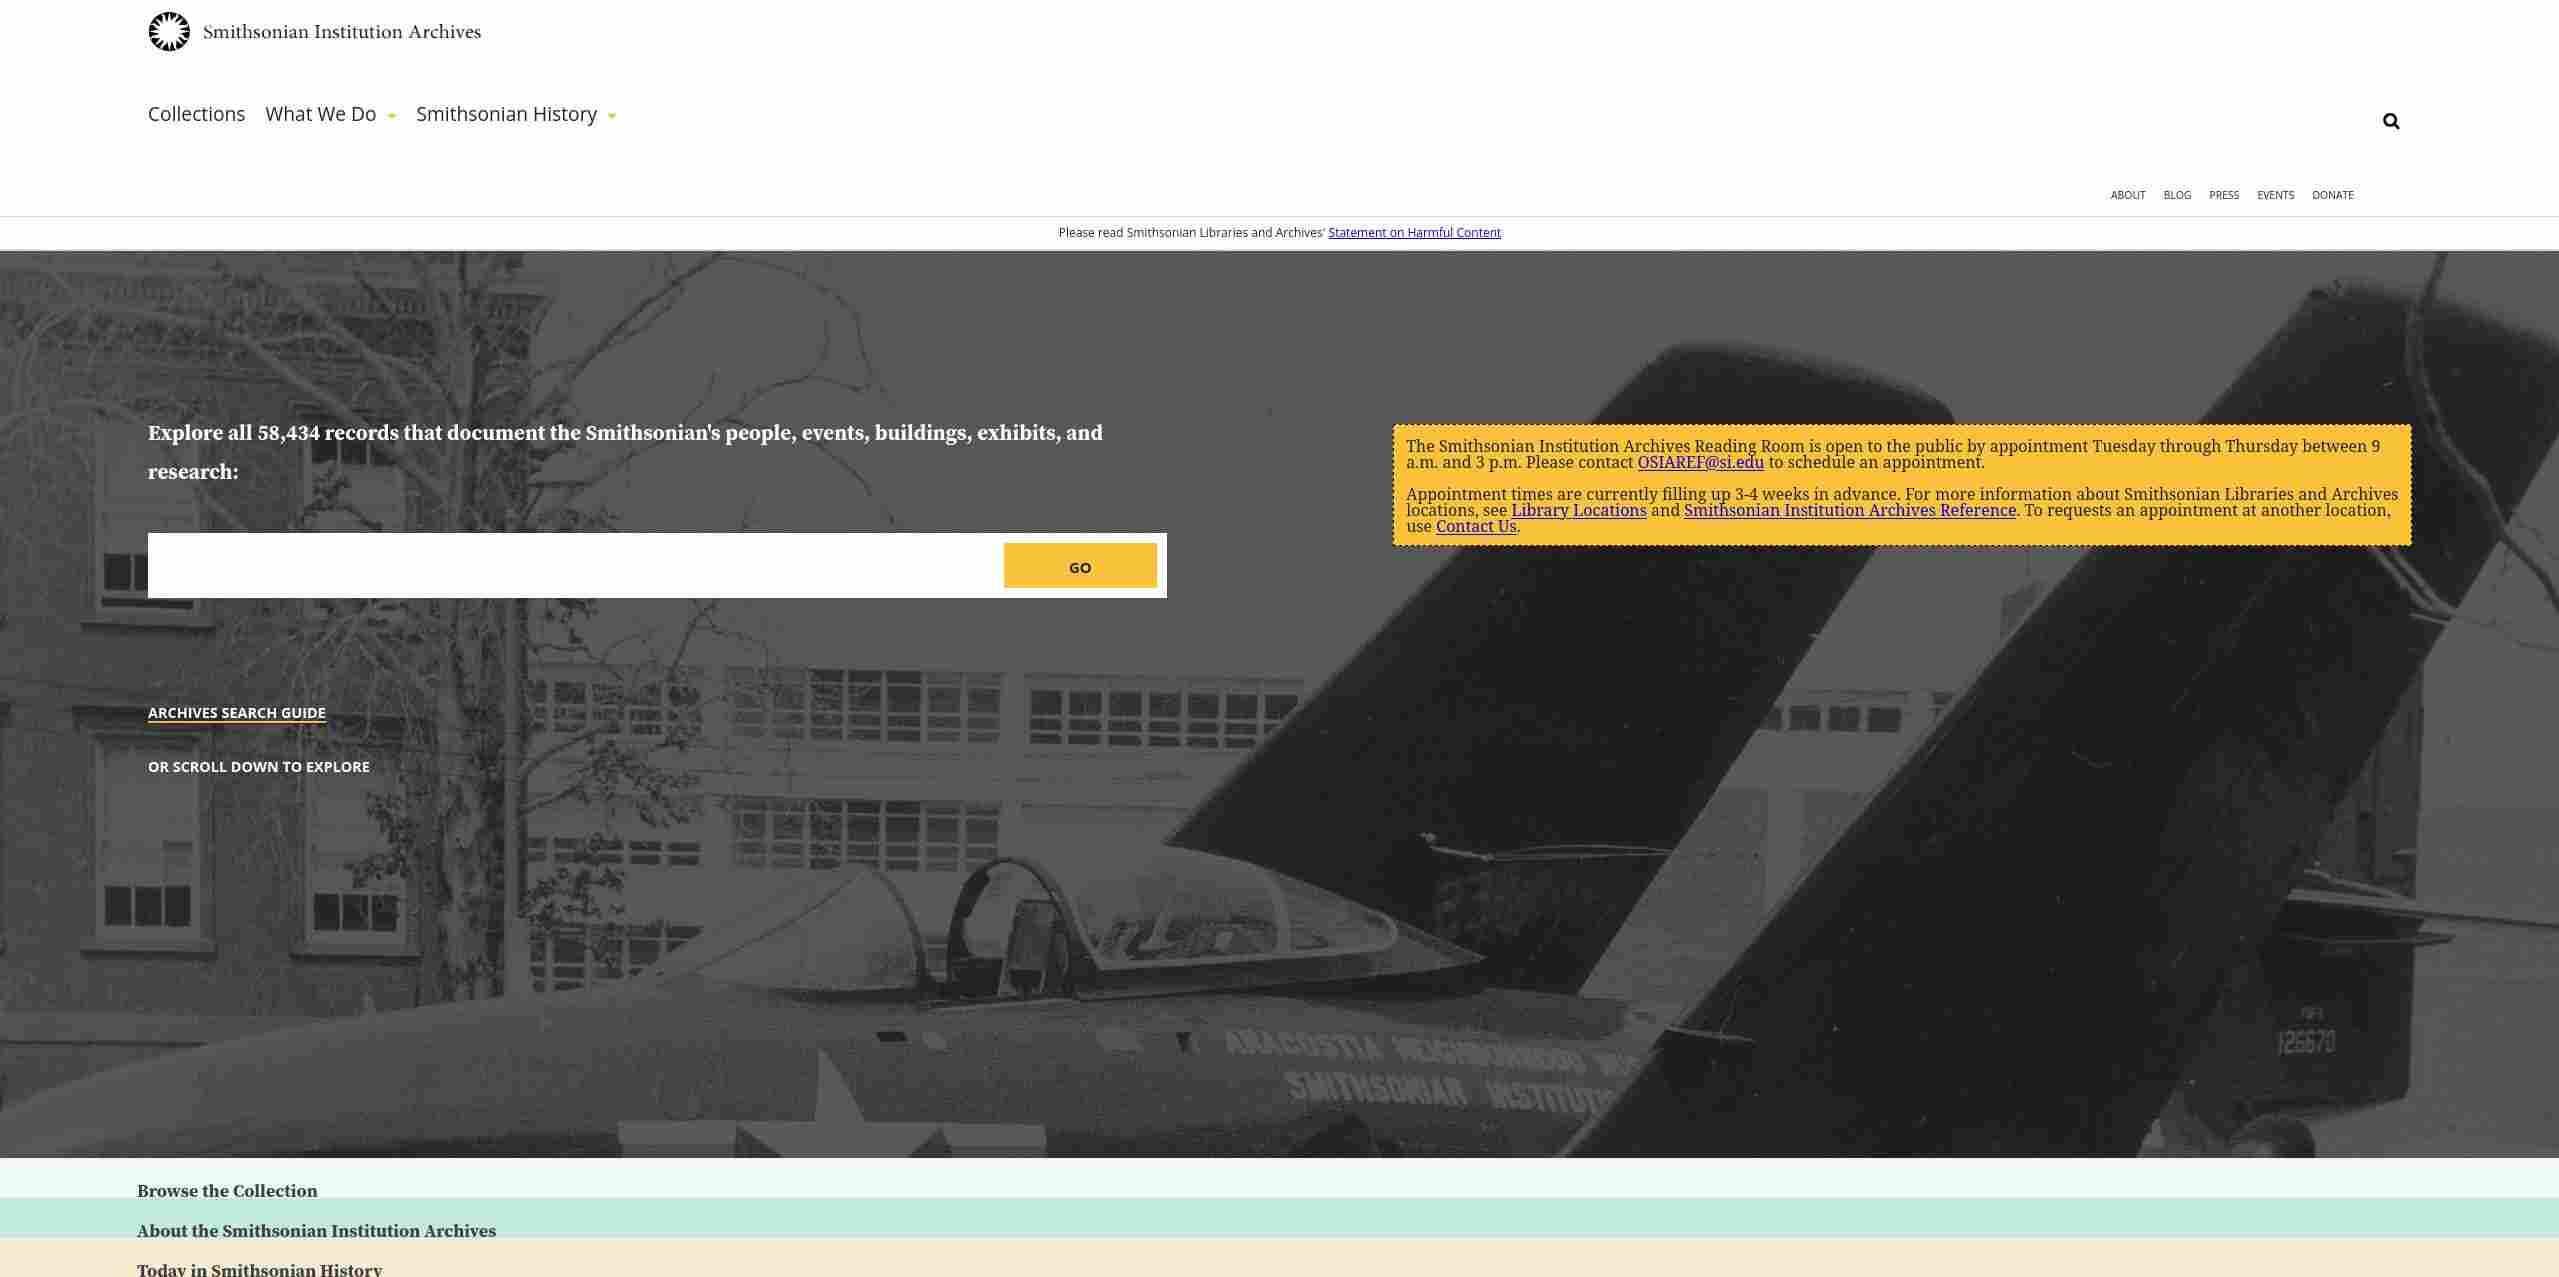 Smithsonian Institution Archives
Collections What We Do Smithsonian History
ABOUT BLOG PRESS EVENTS DONATE
Please read Smithsonian Libraries and Archives' Statement on Harmful Content
Explore all 58,434 records that document the Smithsonian's people, events, buildings, exhibits, and
research:
GO
ARCHIVES SEARCH GUIDE
OR SCROLL DOWN TO EXPLORE
The Smithsonian Institution Archives Reading Room is open to the public by appointment Tuesday through Thursday between 9
a.m. and 3 p.m. Please contact OSIAREF@si.edu to schedule an appointment.
Appointment times are currently filling up 3-4 weeks in advance. For more information about Smithsonian Libraries and Archives
locations, see Library Locations and Smithsonian Institution Archives Reference. To requests an appointment at another location,
use Contact Us.
ANACOSTIA NEIGHBORHOOD
SMITHSONIAN
126670
Browse the Collection
About the Smithsonian Institution Archives
Today in Smithsonian History